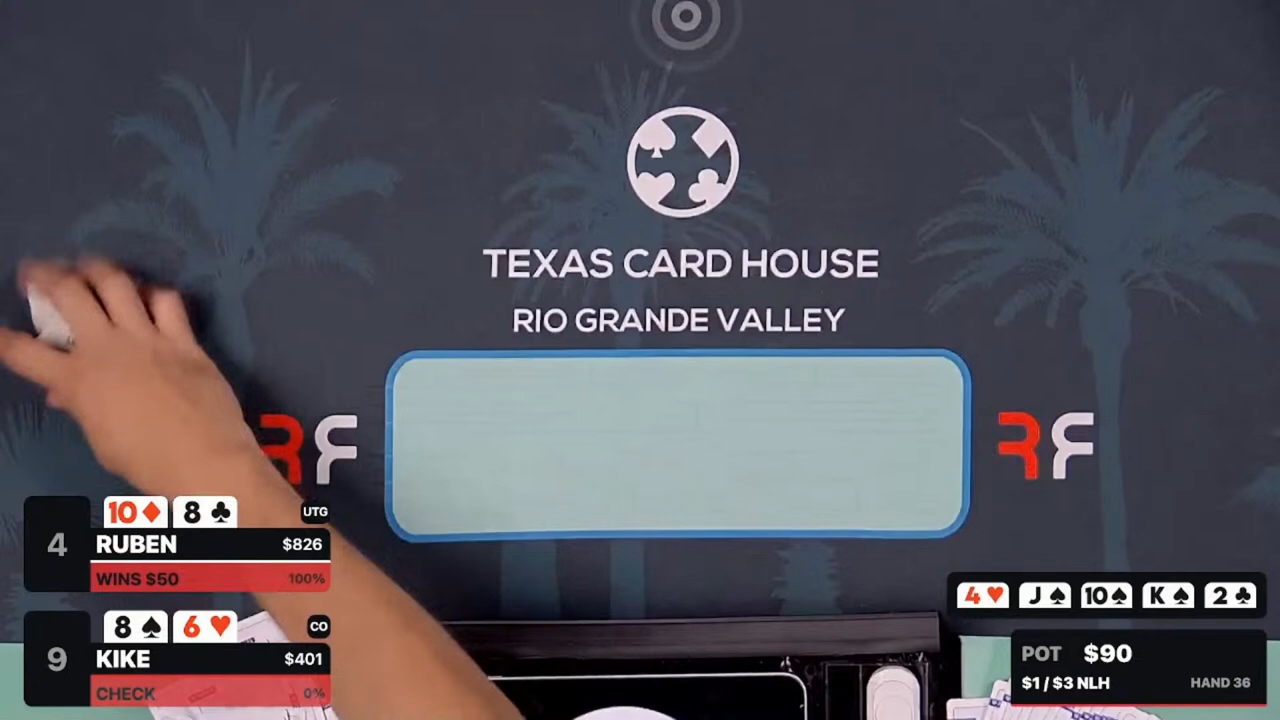 TEXAS CARD HOUSE
RIO GRANDE VALLEY
RF
RF
4
10♦ 8♣
UTG
RUBEN $826
WINS $50 100%
9
8♠ 6♥
CO
KIKE $401
CHECK 0%
4♥ J♠ 10♠ K♠ 2♣
POT $90
$1 / $3 NLH HAND 36